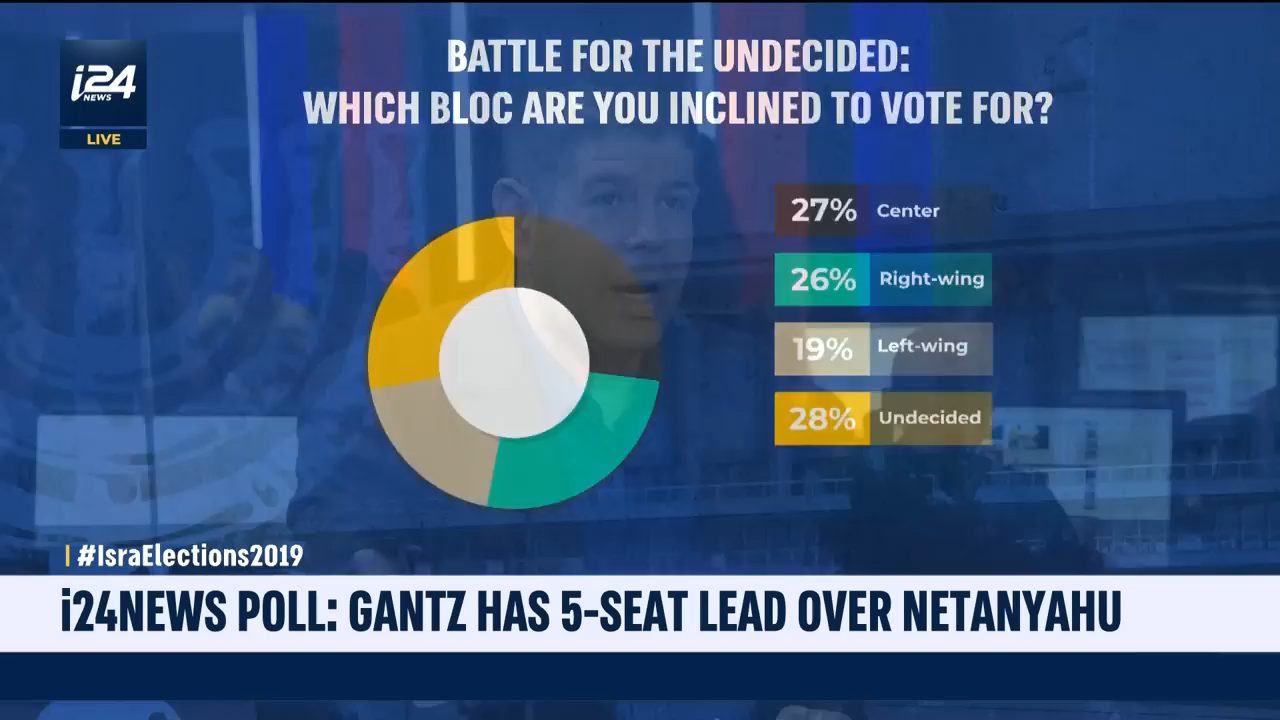 i24
NEWS
LIVE
BATTLE FOR THE UNDECIDED:
WHICH BLOC ARE YOU INCLINED TO VOTE FOR?
27% Center
26% Right-wing
19% Left-wing
28% Undecided
#IsraElections2019
i24NEWS POLL: GANTZ HAS 5-SEAT LEAD OVER NETANYAHU